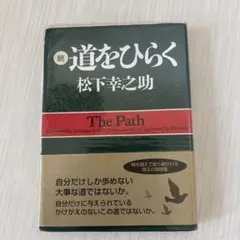 続
道をひらく
松下幸之助
The Path
自分だけしか歩めない
大事な道ではないか。
自分だけに与えられている
かけがえのないこの道ではないか。